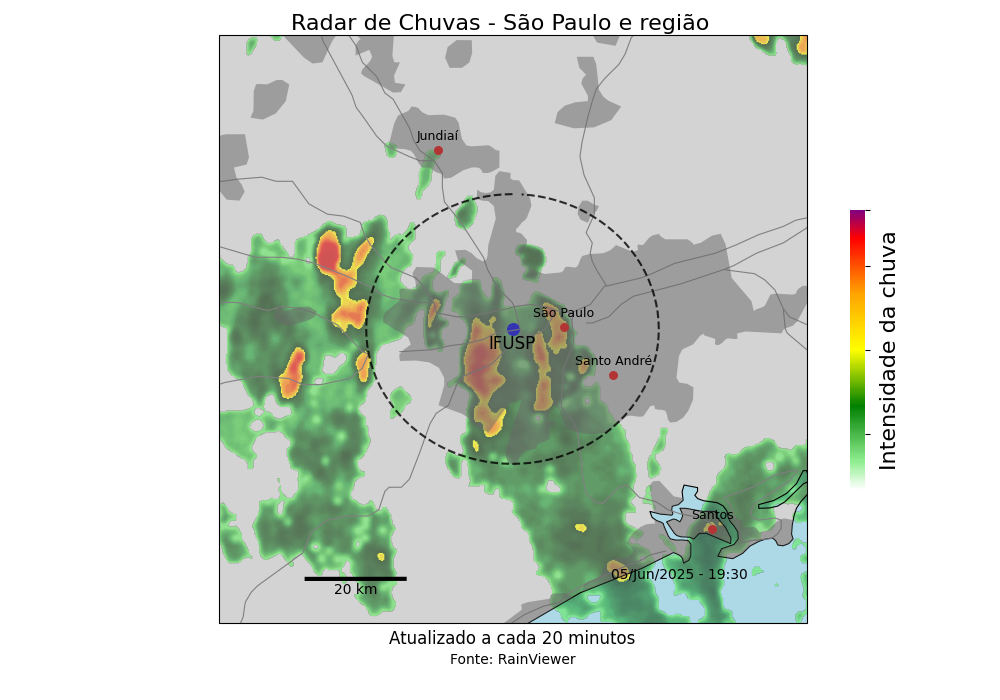 Radar de Chuvas - São Paulo e região
Jundiaí
São Paulo
IFUSP
Santo André
Santos
05/Jun/2025 - 19:30
20 km
Intensidade da chuva
Atualizado a cada 20 minutos
Fonte: RainViewer